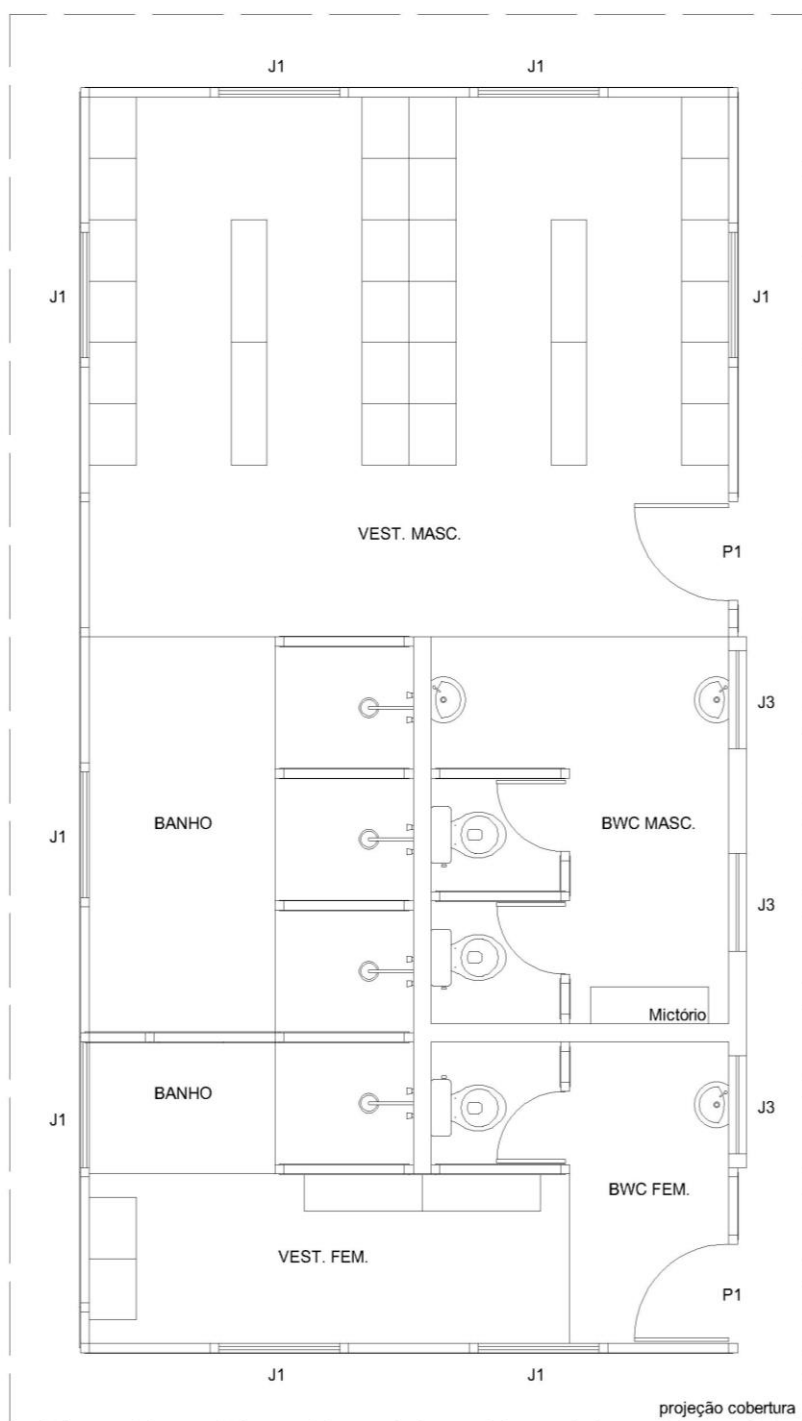 J1
J1
J1
J1
VEST. MASC.
P1
J3
BANHO
BWC MASC.
J1
J3
Mictório
BANHO
J3
J1
BWC FEM.
VEST. FEM.
P1
J1
J1
projeção cobertura